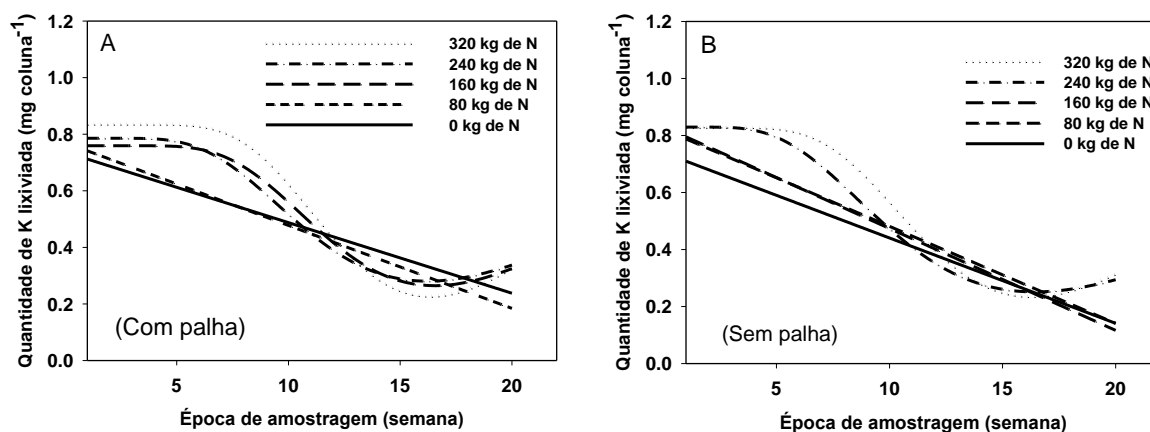 A
Quantidade de K lixiviada (mg coluna⁻¹)
1.2
1.0
0.8
0.6
0.4
0.2
0.0
320 kg de N
240 kg de N
160 kg de N
80 kg de N
0 kg de N
(Com palha)
5 10 15 20
Época de amostragem (semana)
B
Quantidade de K lixiviada (mg coluna⁻¹)
1.2
1.0
0.8
0.6
0.4
0.2
0.0
320 kg de N
240 kg de N
160 kg de N
80 kg de N
0 kg de N
(Sem palha)
5 10 15 20
Época de amostragem (semana)